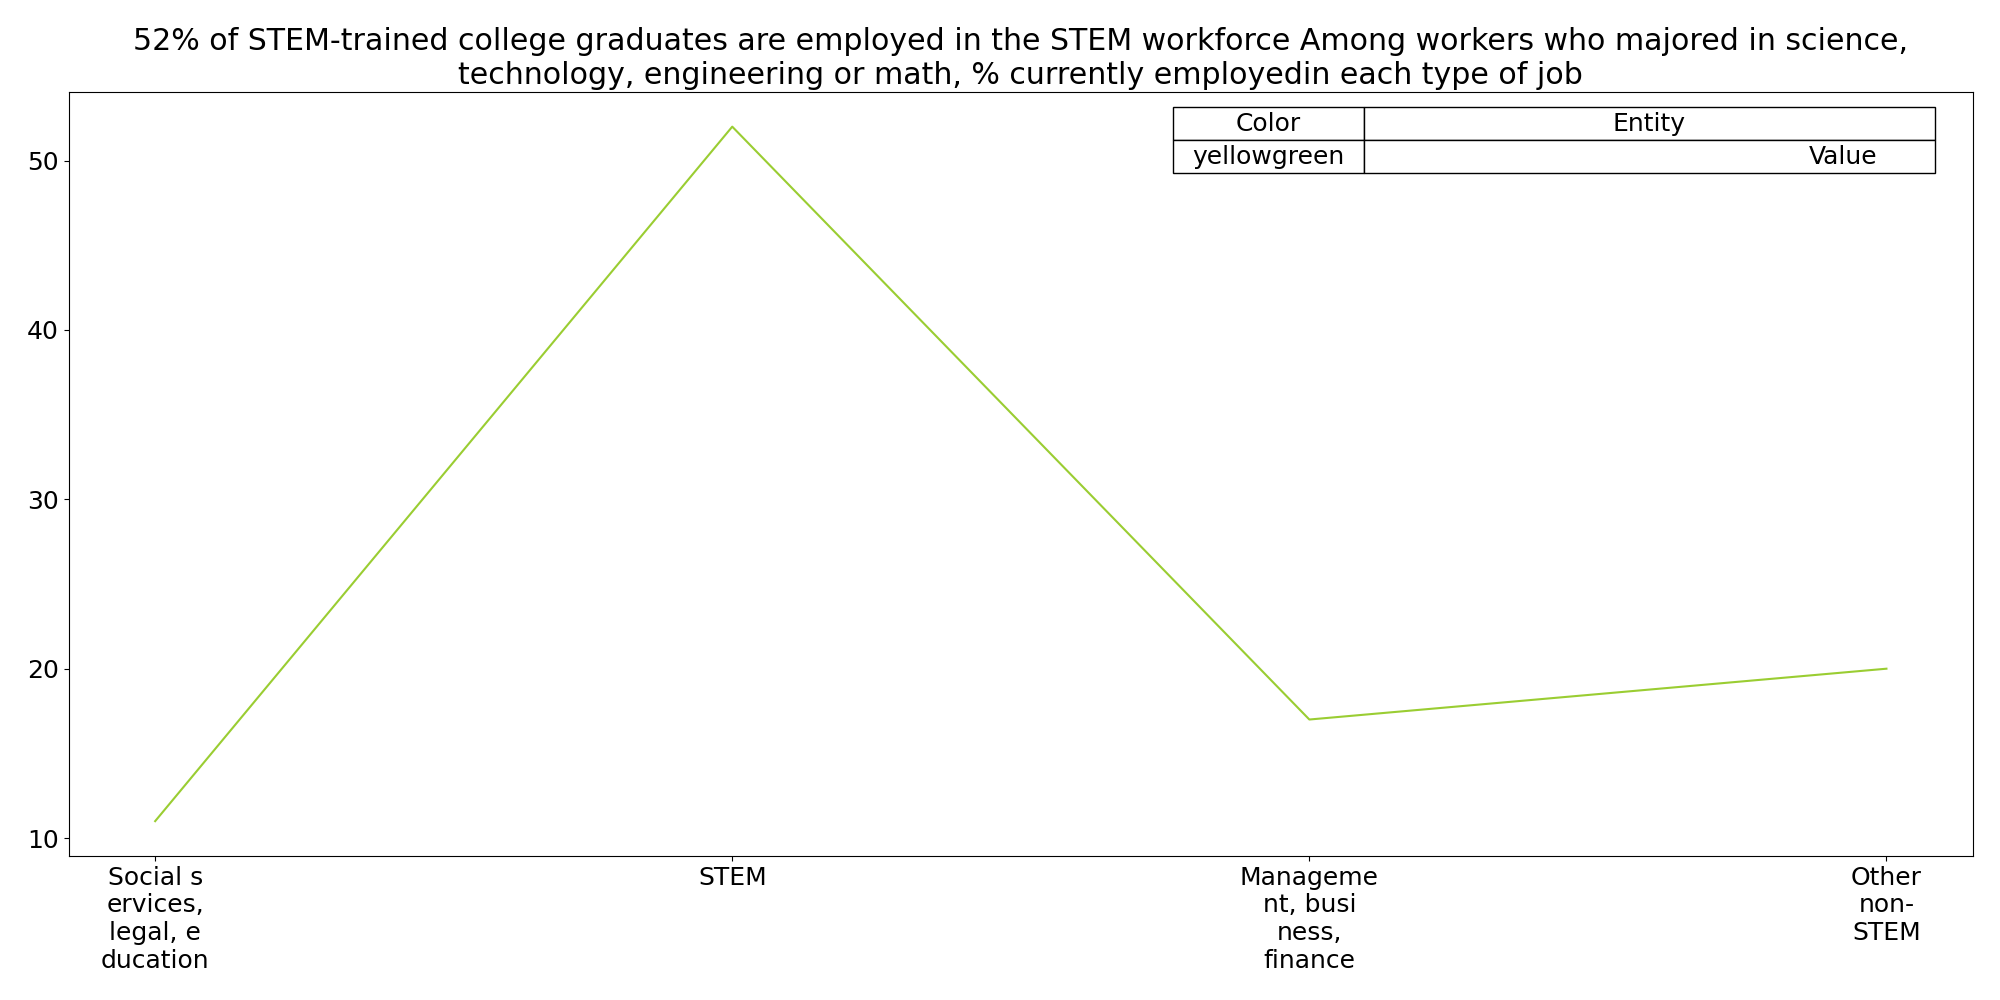 52% of STEM-trained college graduates are employed in the STEM workforce Among workers who majored in science,
technology, engineering or math, % currently employedin each type of job
Color Entity
yellowgreen Value
50
40
30
20
10
Social s
ervices,
legal, e
ducation
STEM
Manageme
nt, busi
ness,
finance
Other
non-
STEM